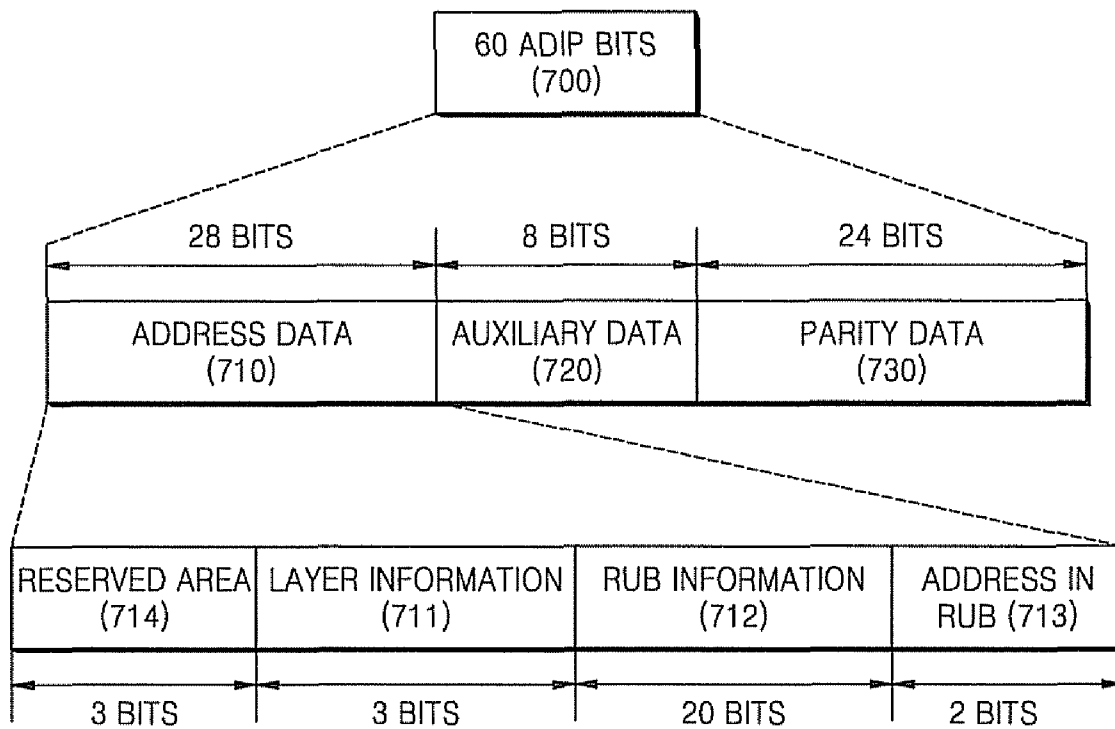 60 ADIP BITS
(700)
28 BITS
8 BITS
24 BITS
ADDRESS DATA
(710)
AUXILIARY DATA
(720)
PARITY DATA
(730)
RESERVED AREA
(714)
LAYER INFORMATION
(711)
RUB INFORMATION
(712)
ADDRESS IN
RUB (713)
3 BITS
3 BITS
20 BITS
2 BITS